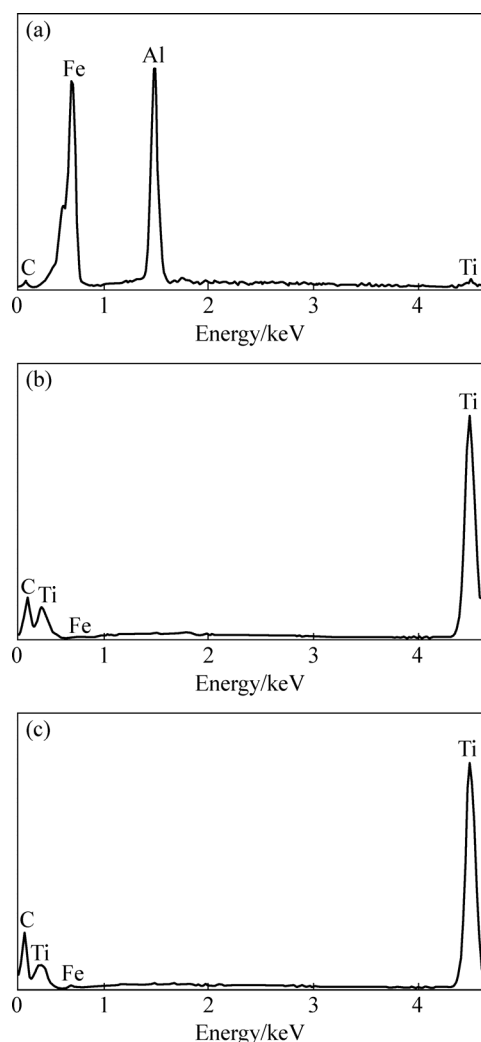 (a)
Fe
Al
C
Ti
0 1 2 3 4
Energy/keV
(b)
Ti
C
Ti
Fe
0 1 2 3 4
Energy/keV
(c)
Ti
C
Ti
Fe
0 1 2 3 4
Energy/keV